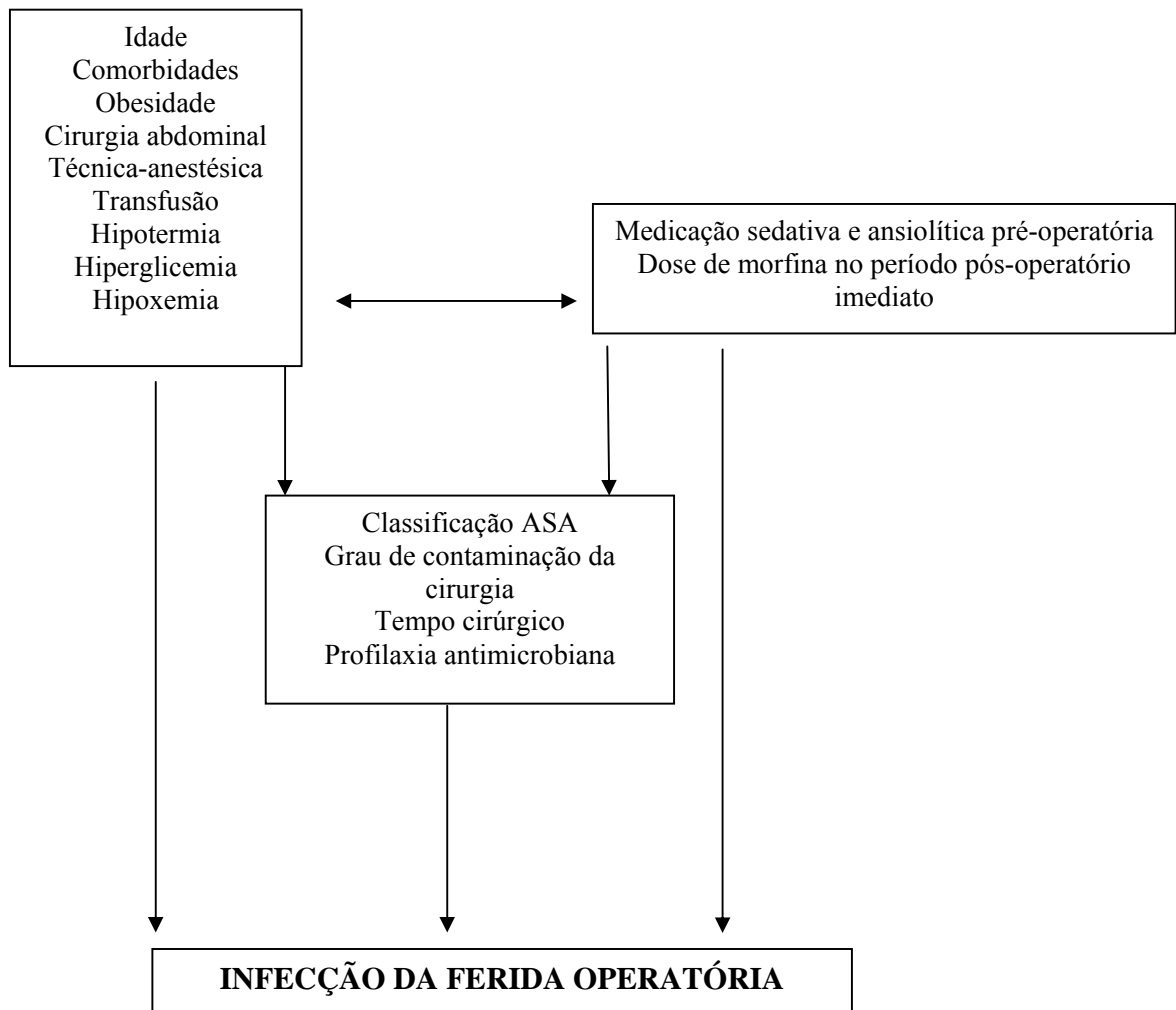 Idade
Comorbidades
Obesidade
Cirurgia abdominal
Técnica-anestésica
Transfusão
Hipotermia
Hiperglicemia
Hipoxemia
Medicação sedativa e ansiolítica pré-operatória
Dose de morfina no período pós-operatório
imediato
Classificação ASA
Grau de contaminação da
cirurgia
Tempo cirúrgico
Profilaxia antimicrobiana
INFECÇÃO DA FERIDA OPERATÓRIA